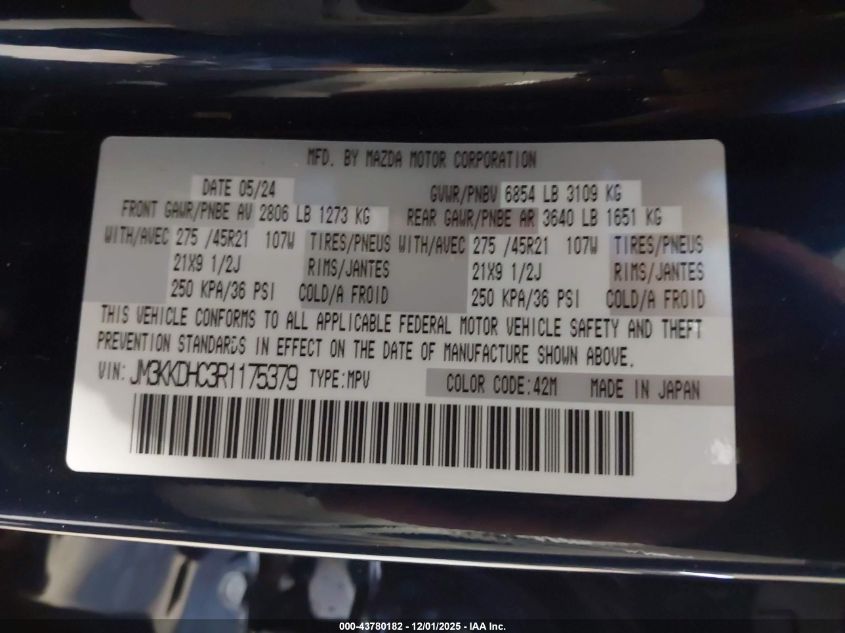 MFD. BY MAZDA MOTOR CORPORATION
DATE 05/24 GVWR/PNBV 6854 LB 3109 KG
FRONT GAWR/PNBE AV 2806 LB 1273 KG REAR GAWR/PNBE AR 3640 LB 1651 KG
WITH/AVEC 275 /45R21 107W TIRES/PNEUS WITH/AVEC 275 /45R21 107W TIRES/PNEUS
21X9 1/2J RIMS/JANTES 21X9 1/2J RIMS/JANTES
250 KPA/36 PSI COLD/A FROID 250 KPA/36 PSI COLD/A FROID
THIS VEHICLE CONFORMS TO ALL APPLICABLE FEDERAL MOTOR VEHICLE SAFETY AND THEFT
PREVENTION STANDARDS IN EFFECT ON THE DATE OF MANUFACTURE SHOWN ABOVE.
VIN: JM3KKDHC3R1175379 TYPE:MPV COLOR CODE:42M MADE IN JAPAN
000-43780182 - 12/01/2025 - IAA Inc.